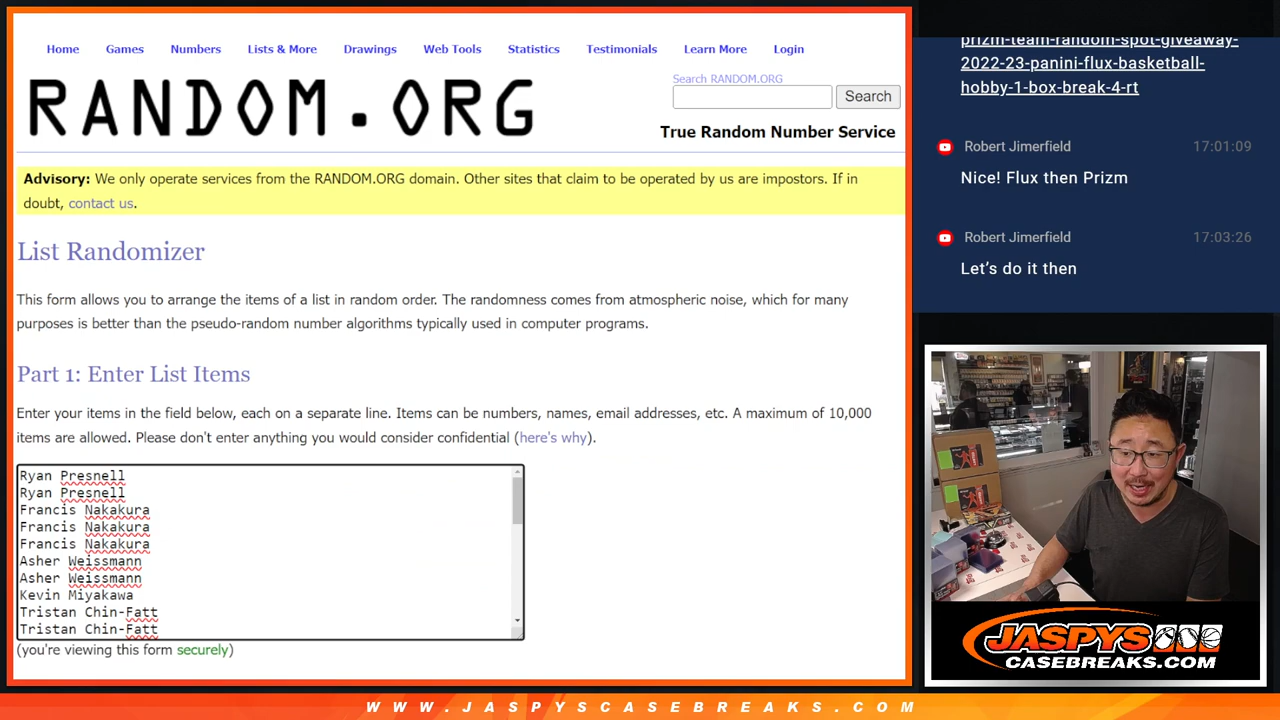 Home Games Numbers Lists & More Drawings Web Tools Statistics Testimonials Learn More Login
RANDOM.ORG
Search RANDOM.ORG
Search
True Random Number Service
Advisory: We only operate services from the RANDOM.ORG domain. Other sites that claim to be operated by us are impostors. If in
doubt, contact us.
List Randomizer
This form allows you to arrange the items of a list in random order. The randomness comes from atmospheric noise, which for many
purposes is better than the pseudo-random number algorithms typically used in computer programs.
Part 1: Enter List Items
Enter your items in the field below, each on a separate line. Items can be numbers, names, email addresses, etc. A maximum of 10,000
items are allowed. Please don't enter anything you would consider confidential (here's why).
Ryan Presnell
Ryan Presnell
Francis Nakakura
Francis Nakakura
Francis Nakakura
Asher Weissmann
Asher Weissmann
Kevin Miyakawa
Tristan Chin-Fatt
Tristan Chin-Fatt
(you're viewing this form securely)
prizm-team-random-spot-giveaway-
2022-23-panini-flux-basketball-
hobby-1-box-break-4-rt
Robert Jimerfield 17:01:09
Nice! Flux then Prizm
Robert Jimerfield 17:03:26
Let's do it then
JASPYS
CASEBREAKS.COM
WWW.JASPYSCASEBREAKS.COM